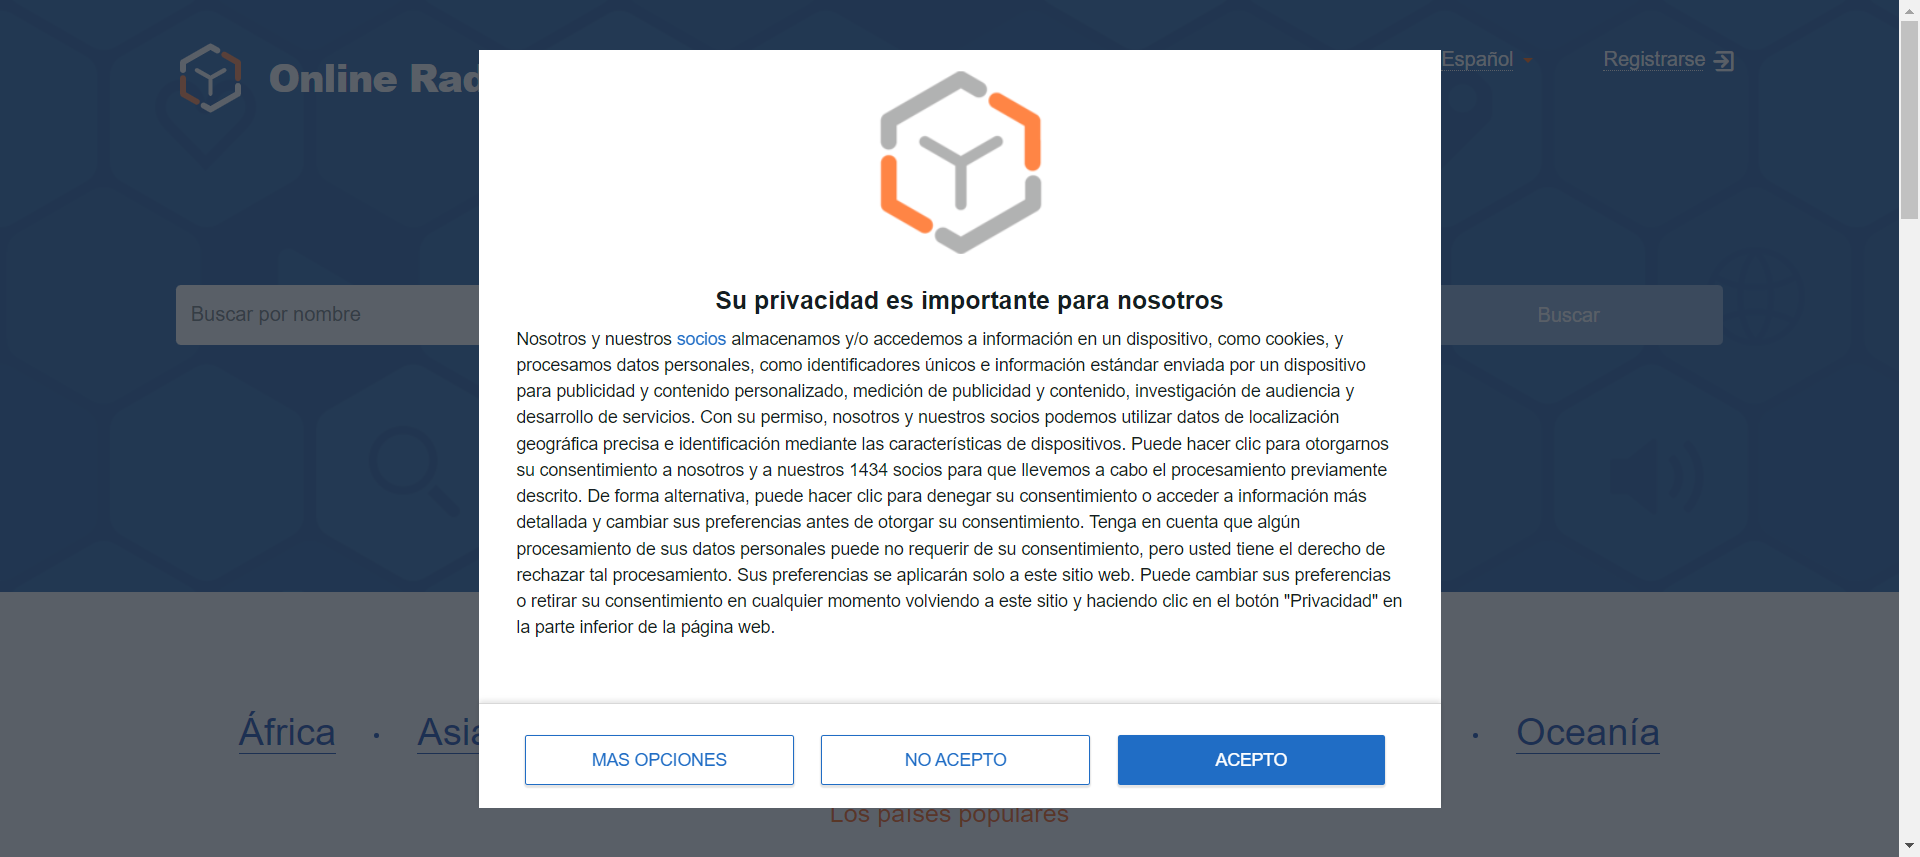 Online Rad
Español
Registrarse
Su privacidad es importante para nosotros
Buscar por nombre
Buscar
Nosotros y nuestros socios almacenamos y/o accedemos a información en un dispositivo, como cookies, y
procesamos datos personales, como identificadores únicos e información estándar enviada por un dispositivo
para publicidad y contenido personalizado, medición de publicidad y contenido, investigación de audiencia y
desarrollo de servicios. Con su permiso, nosotros y nuestros socios podemos utilizar datos de localización
geográfica precisa e identificación mediante las características de dispositivos. Puede hacer clic para otorgarnos
su consentimiento a nosotros y a nuestros 1434 socios para que llevemos a cabo el procesamiento previamente
descrito. De forma alternativa, puede hacer clic para denegar su consentimiento o acceder a información más
detallada y cambiar sus preferencias antes de otorgar su consentimiento. Tenga en cuenta que algún
procesamiento de sus datos personales puede no requerir de su consentimiento, pero usted tiene el derecho de
rechazar tal procesamiento. Sus preferencias se aplicarán solo a este sitio web. Puede cambiar sus preferencias
o retirar su consentimiento en cualquier momento volviendo a este sitio y haciendo clic en el botón "Privacidad" en
la parte inferior de la página web.
África · Asia · Oceanía
MAS OPCIONES
NO ACEPTO
ACEPTO
Los países populares